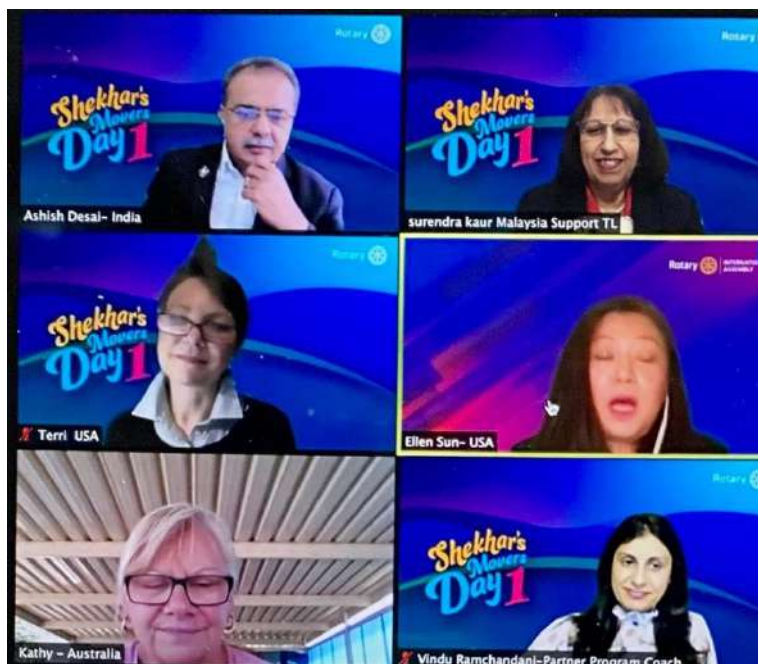 Rotary
Shekhar's
Movers
Day 1
Ashish Desai- India
Rotary
Shekhar's
Movers
Day 1
surendra kaur Malaysia Support TL
Rotary
Shekhar's
Movers
Day 1
Terri USA
Rotary
INTERNATIONAL
ASSEMBLY
Ellen Sun- USA
Kathy - Australia
Rotary
Shekhar's
Movers
Day 1
Vindu Ramchandani-Partner Program Coach